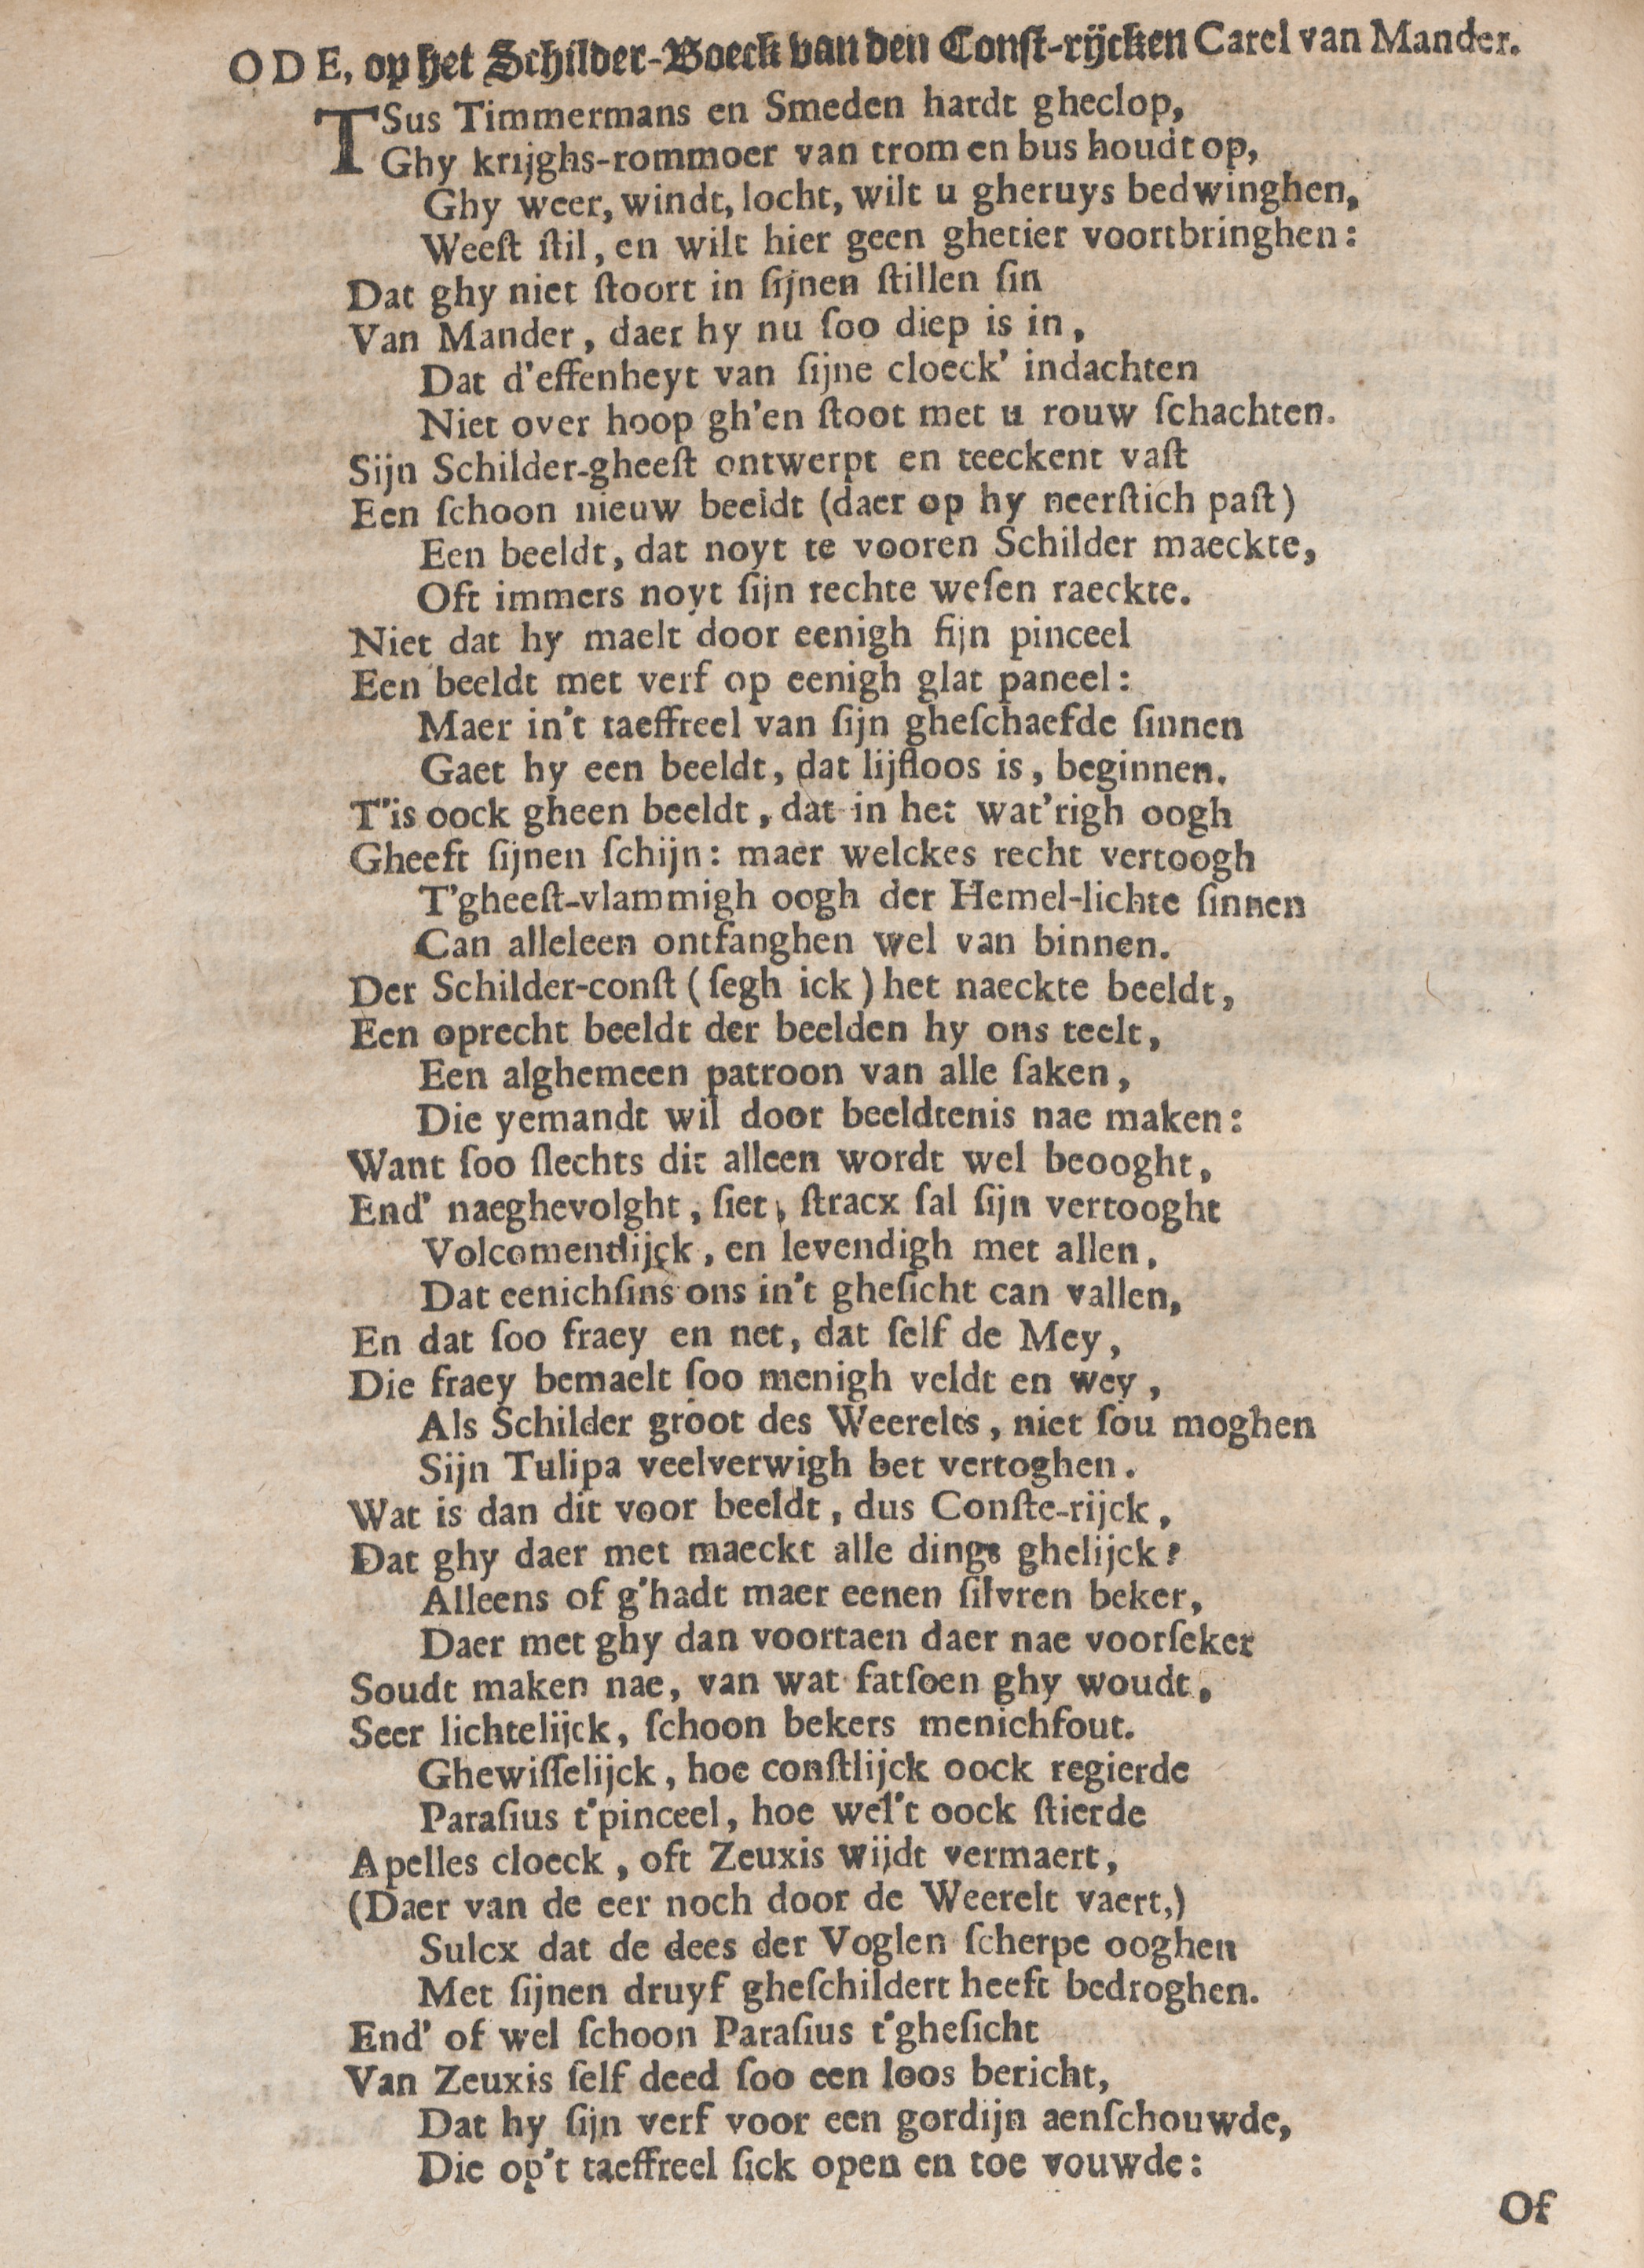 ODE, op het Schilder-Boeck van den Const-rijcken Carel van Mander.
TSus Timmermans en Smeden hardt gheclop,
Ghy krijghs-rommoer van trom en bus houdt op,
Ghy weer, windt, locht, wilt u gheruys bedwinghen,
Weeſt ſtil, en wilt hier geen ghetier voortbringhen:
Dat ghy niet ſtoort in ſijnen ſtillen ſin
Van Mander, daer hy nu ſoo diep is in,
Dat d'effenheyt van ſijne cloeck' indachten
Niet over hoop gh'en ſtoot met u rouw ſchachten.
Sijn Schilder-gheeſt ontwerpt en teeckent vaſt
Een ſchoon nieuw beeldt (daer op hy neerſtich paſt)
Een beeldt, dat noyt te vooren Schilder maeckte,
Oft immers noyt ſijn rechte weſen raeckte.
Niet dat hy maelt door eenigh fijn pinceel
Een beeldt met verf op eenigh glat paneel:
Maer in't taeffreel van ſijn gheſchaefde ſinnen
Gaet hy een beeldt, dat lijfloos is, beginnen.
T'is oock gheen beeldt, dat in het wat'righ oogh
Gheeft ſijnen ſchijn: maer welckes recht vertoogh
T'gheeſt-vlammigh oogh der Hemel-lichte ſinnen
Can alleleen ontfanghen wel van binnen.
Der Schilder-conſt (ſegh ick) het naeckte beeldt,
Een oprecht beeldt der beelden hy ons teelt,
Een alghemeen patroon van alle ſaken,
Die yemandt wil door beeldtenis nae maken:
Want ſoo ſlechts dit alleen wordt wel beooght,
End' naeghevolght, ſiet, ſtracx ſal ſijn vertooght
Volcomentlijck, en levendigh met allen,
Dat eenichſins ons in't gheſicht can vallen,
En dat ſoo fraey en net, dat ſelf de Mey,
Die fraey bemaelt ſoo menigh veldt en wey,
Als Schilder groot des Weerelts, niet ſou moghen
Sijn Tulipa veelverwigh bet vertoghen.
Wat is dan dit voor beeldt, dus Conſte-rijck,
Dat ghy daer met maeckt alle dings ghelijck?
Alleens of g'hadt maer eenen ſilvren beker,
Daer met ghy dan voortaen daer nae voorſeker
Soudt maken nae, van wat fatſoen ghy woudt,
Seer lichtelijck, ſchoon bekers menichfout.
Ghewiſſelijck, hoe conſtlijck oock regierde
Paraſius t'pinceel, hoe wel't oock ſtierde
Apelles cloeck, oft Zeuxis wijdt vermaert,
(Daer van de eer noch door de Weerelt vaert,)
Sulcx dat de dees der Voglen ſcherpe ooghen
Met ſijnen druyf gheſchildert heeft bedroghen.
End' of wel ſchoon Paraſius t'gheſicht
Van Zeuxis ſelf deed ſoo een loos bericht,
Dat hy ſijn verf voor een gordijn aenſchouwde,
Die op't taeffreel ſick open en toe vouwde:
Of